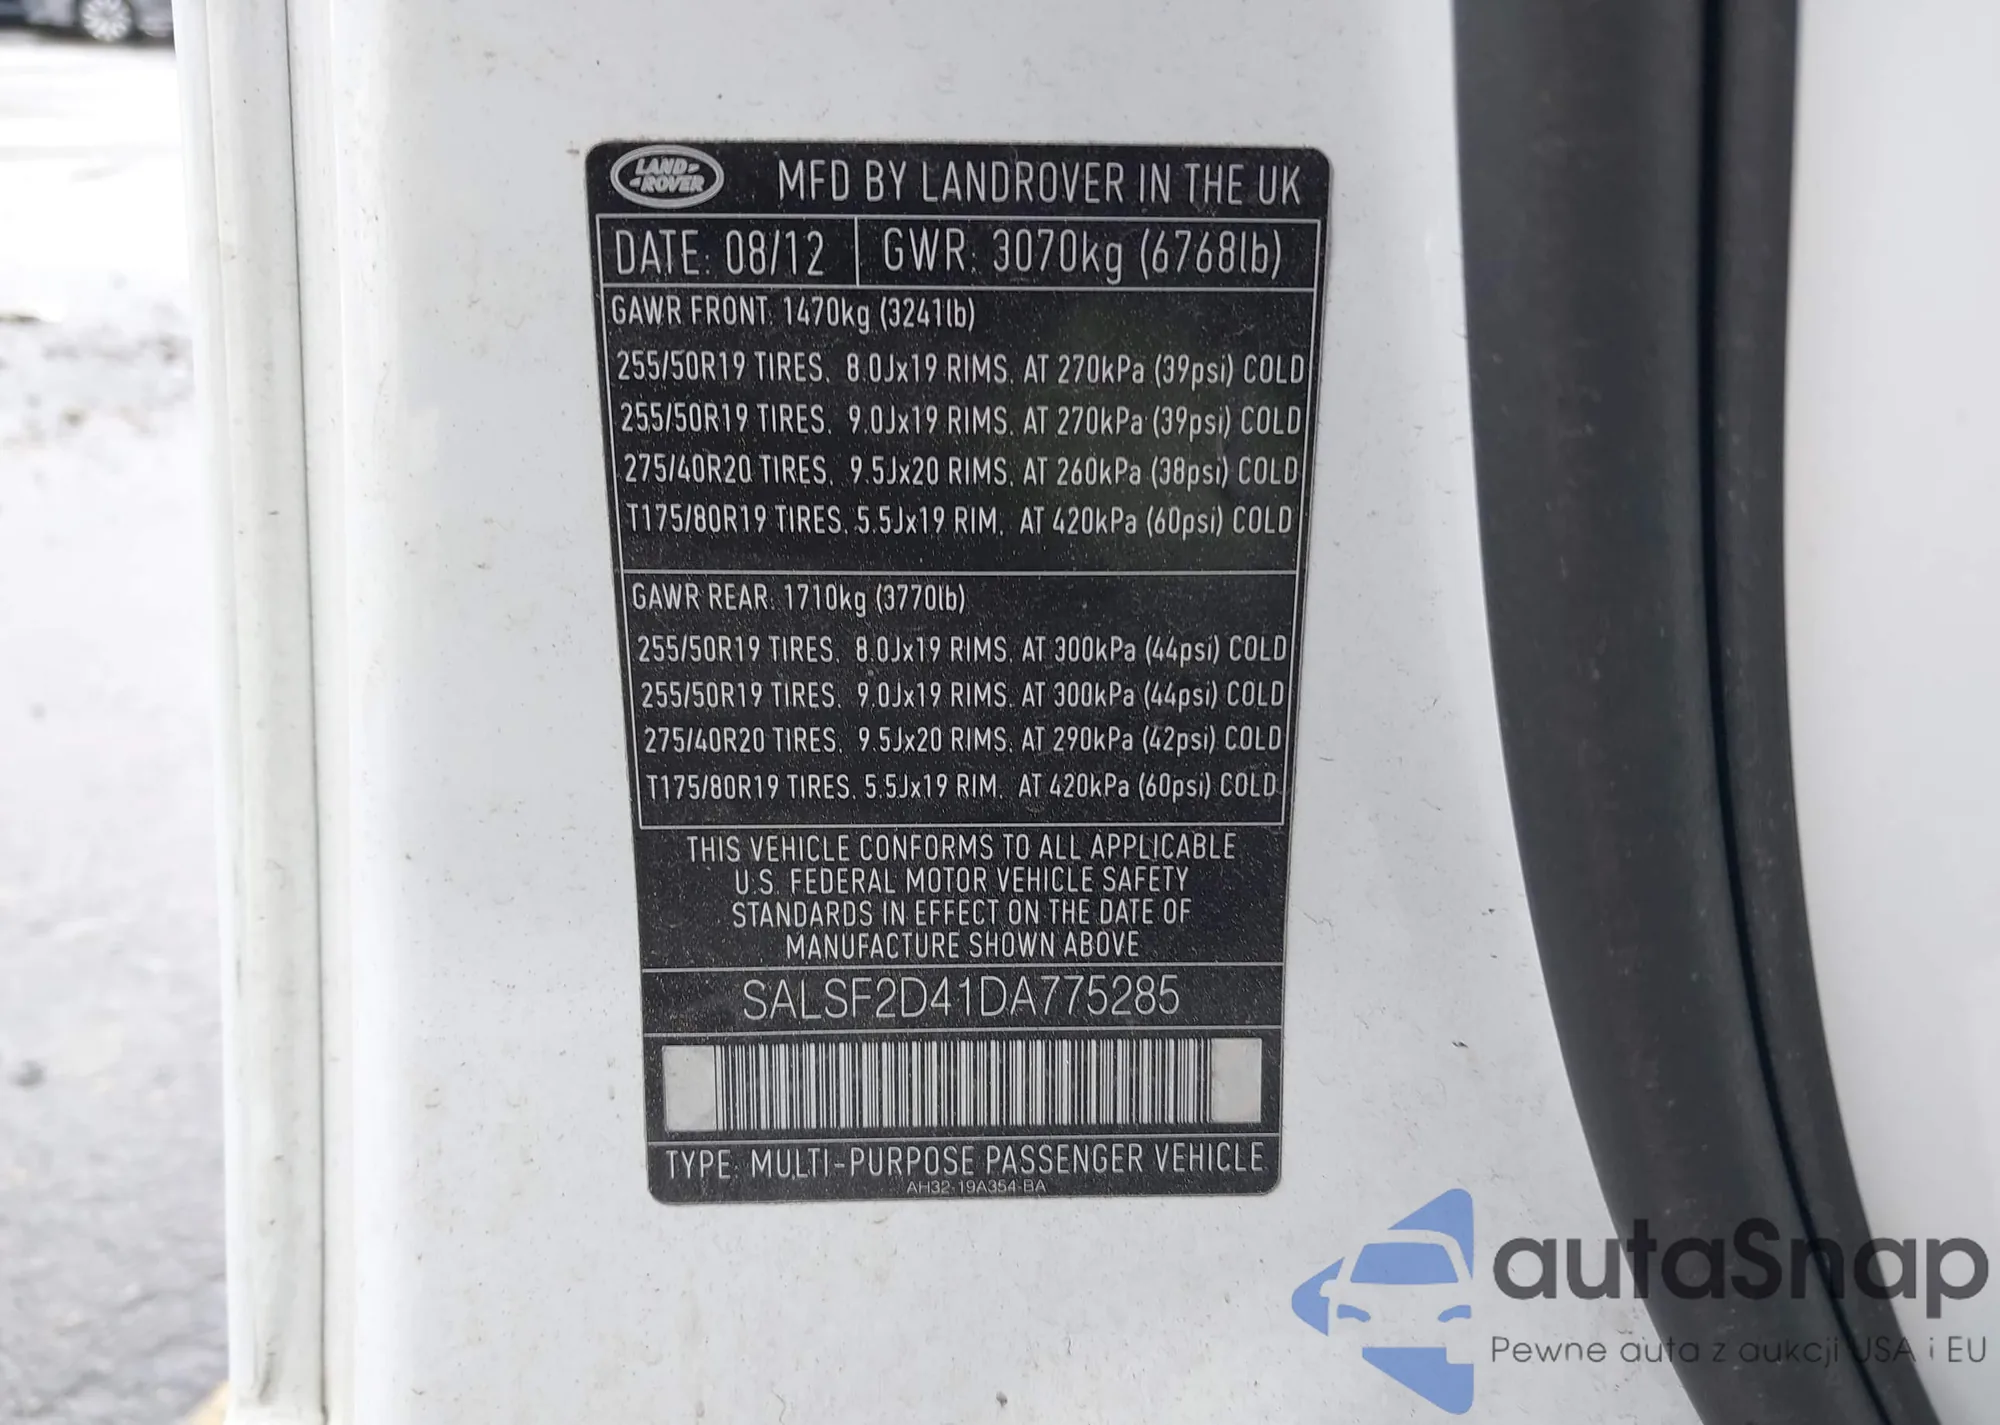 LAND-
-ROVER
MFD BY LANDROVER IN THE UK
DATE: 08/12 GWR: 3070kg (6768lb)
GAWR FRONT: 1470kg (3241lb)
255/50R19 TIRES, 8.0Jx19 RIMS, AT 270kPa (39psi) COLD
255/50R19 TIRES, 9.0Jx19 RIMS, AT 270kPa (39psi) COLD
275/40R20 TIRES, 9.5Jx20 RIMS, AT 260kPa (38psi) COLD
T175/80R19 TIRES, 5.5Jx19 RIM, AT 420kPa (60psi) COLD
GAWR REAR: 1710kg (3770lb)
255/50R19 TIRES, 8.0Jx19 RIMS, AT 300kPa (44psi) COLD
255/50R19 TIRES, 9.0Jx19 RIMS, AT 300kPa (44psi) COLD
275/40R20 TIRES, 9.5Jx20 RIMS, AT 290kPa (42psi) COLD
T175/80R19 TIRES, 5.5Jx19 RIM, AT 420kPa (60psi) COLD
THIS VEHICLE CONFORMS TO ALL APPLICABLE
U.S. FEDERAL MOTOR VEHICLE SAFETY
STANDARDS IN EFFECT ON THE DATE OF
MANUFACTURE SHOWN ABOVE
SALSF2D41DA775285
TYPE: MULTI-PURPOSE PASSENGER VEHICLE
AH32-19A354-BA
autaSnap
Pewne auta z aukcji USA i EU